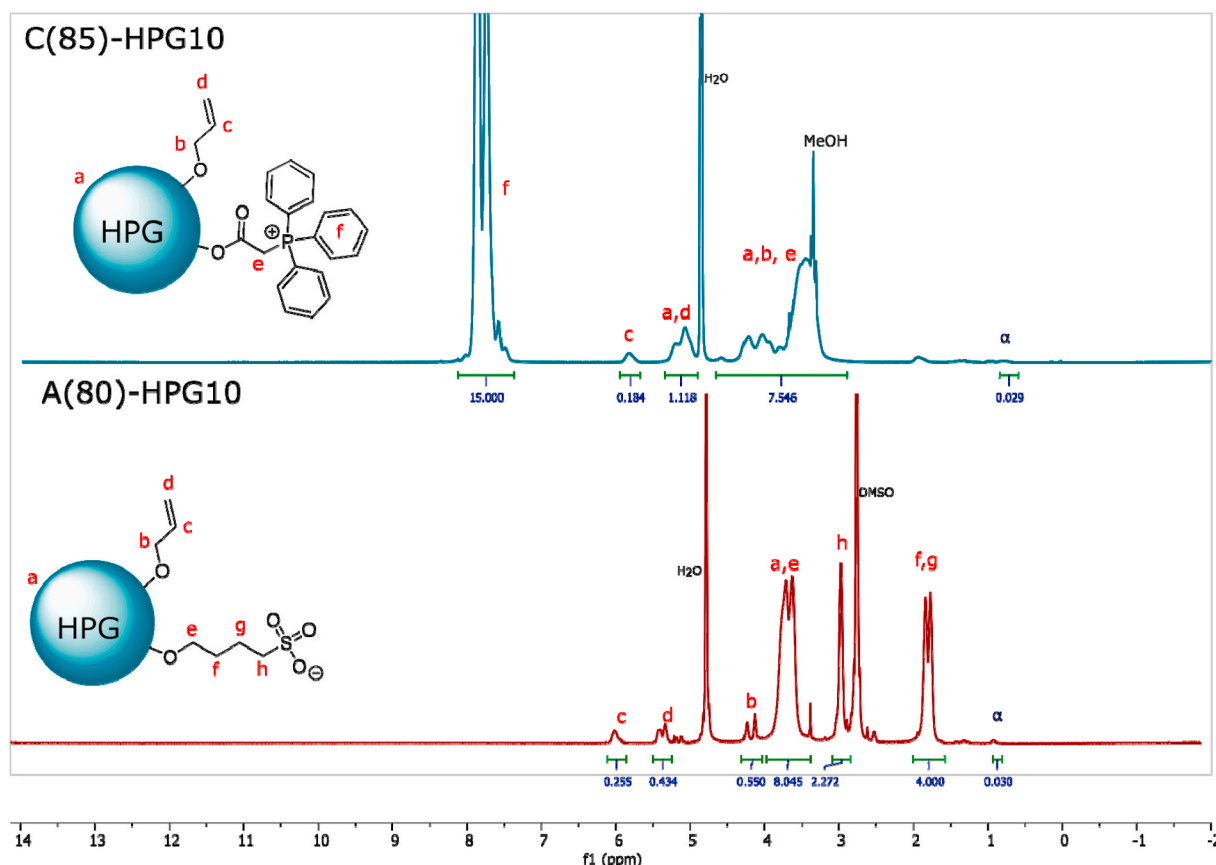 C(85)-HPG10
d
c
b
O
a
HPG
O
O
e
P
⊕
f
f
c
a,d
H2O
a,b, e
MeOH
α
15.000
0.184
1.118
7.546
0.029
A(80)-HPG10
d
c
b
O
a
HPG
O
e
f
g
h
S
O
O
O
⊖
c
d
H2O
b
a,e
h
DMSO
f,g
α
0.255
0.434
0.550
8.045
2.272
4.000
0.030
14 13 12 11 10 9 8 7 6 5 4 3 2 1 0 -1 -2
f1 (ppm)